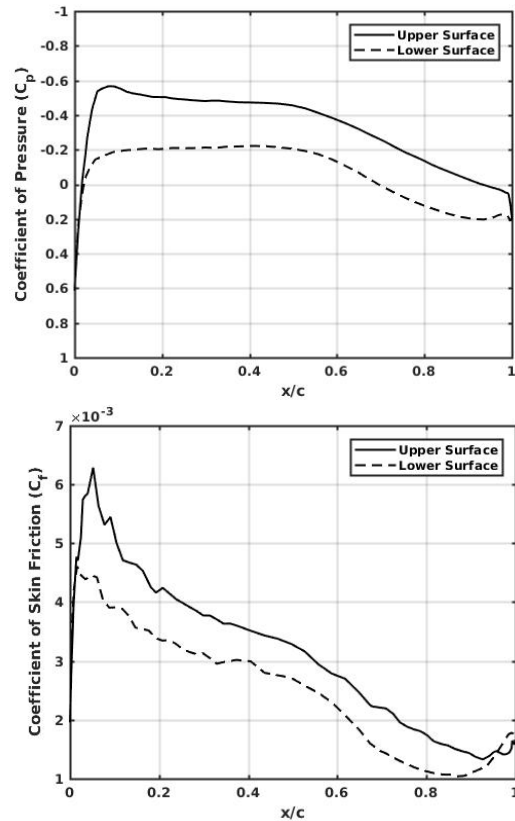 -1
-0.8
-0.6
-0.4
-0.2
0
0.2
0.4
0.6
0.8
1
Coefficient of Pressure (Cp)
Upper Surface
Lower Surface
0 0.2 0.4 0.6 0.8 1
x/c
×10-3
7
6
5
4
3
2
1
Coefficient of Skin Friction (Cf)
Upper Surface
Lower Surface
0 0.2 0.4 0.6 0.8 1
x/c